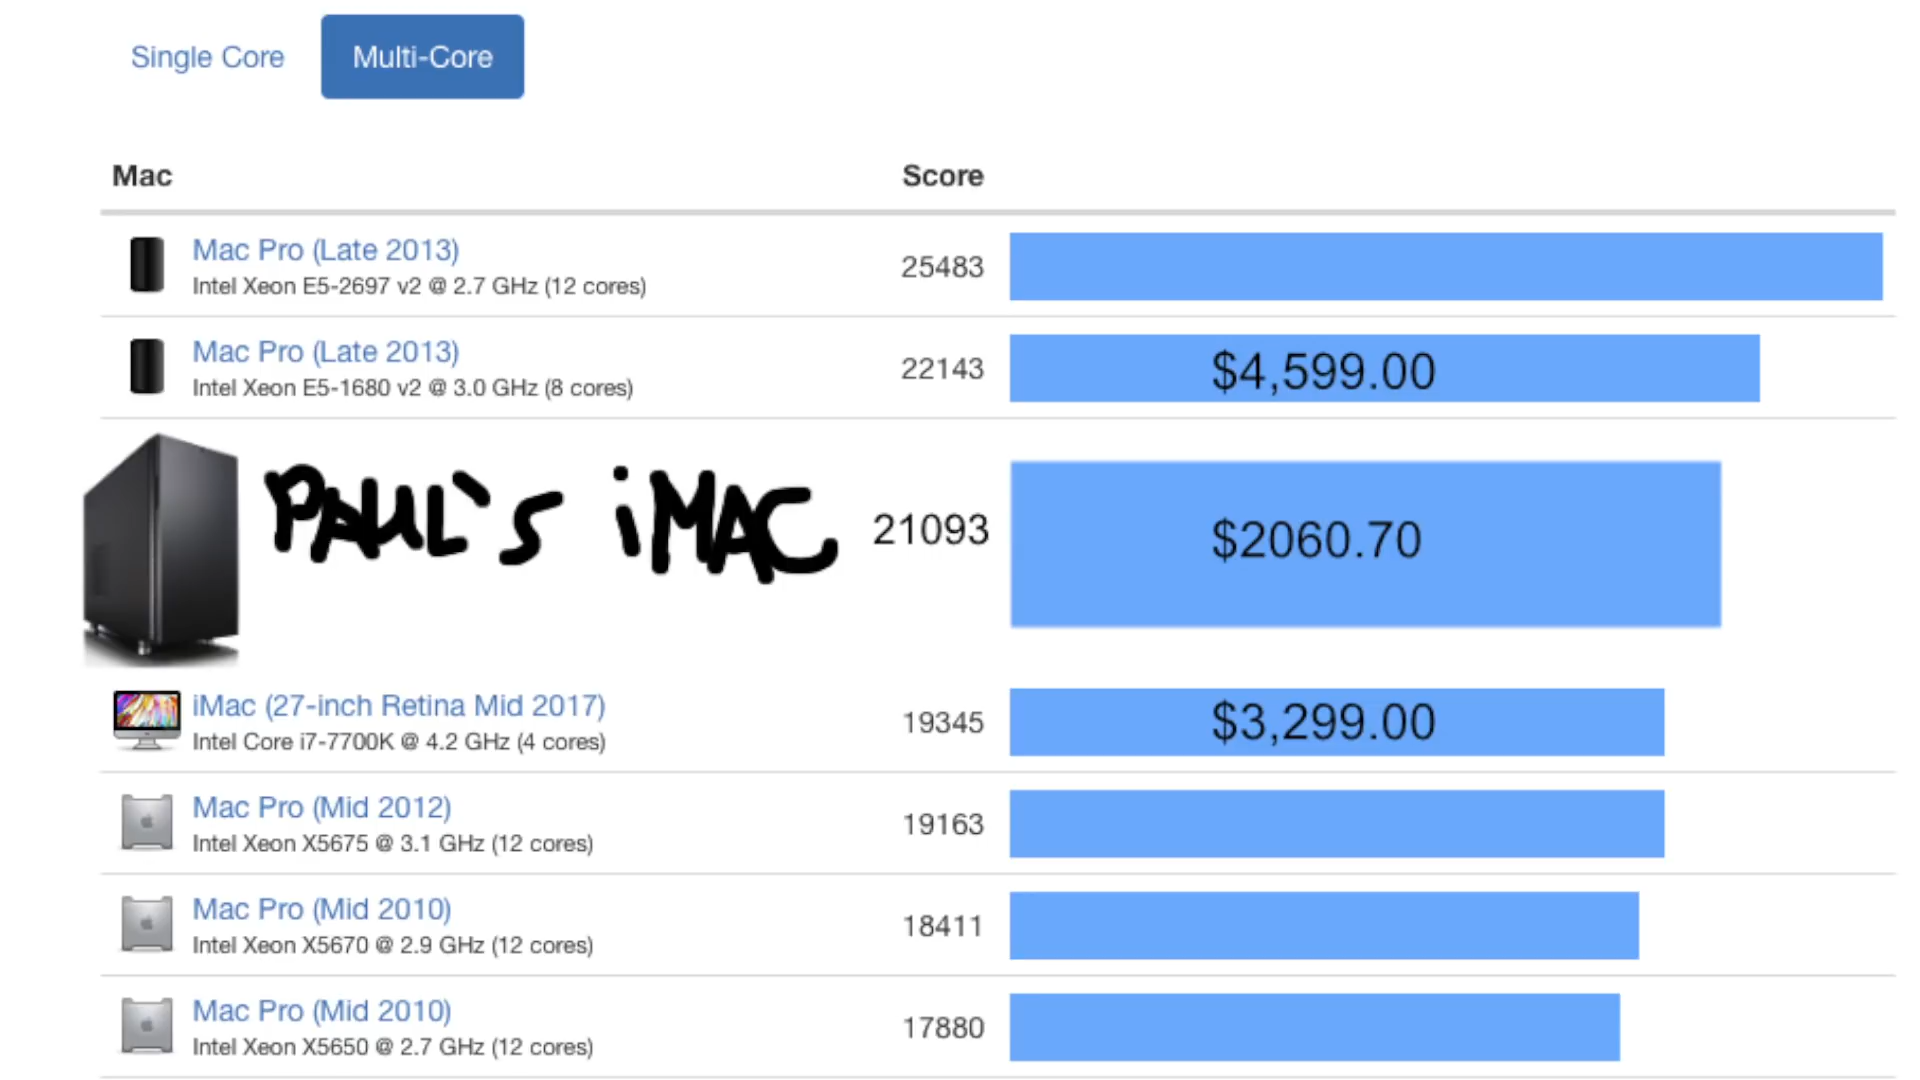 Single Core Multi-Core
Mac Score
Mac Pro (Late 2013)
Intel Xeon E5-2697 v2 @ 2.7 GHz (12 cores)
25483
Mac Pro (Late 2013)
Intel Xeon E5-1680 v2 @ 3.0 GHz (8 cores)
22143 $4,599.00
PAUL`S iMAC 21093 $2060.70
iMac (27-inch Retina Mid 2017)
Intel Core i7-7700K @ 4.2 GHz (4 cores)
19345 $3,299.00
Mac Pro (Mid 2012)
Intel Xeon X5675 @ 3.1 GHz (12 cores)
19163
Mac Pro (Mid 2010)
Intel Xeon X5670 @ 2.9 GHz (12 cores)
18411
Mac Pro (Mid 2010)
Intel Xeon X5650 @ 2.7 GHz (12 cores)
17880